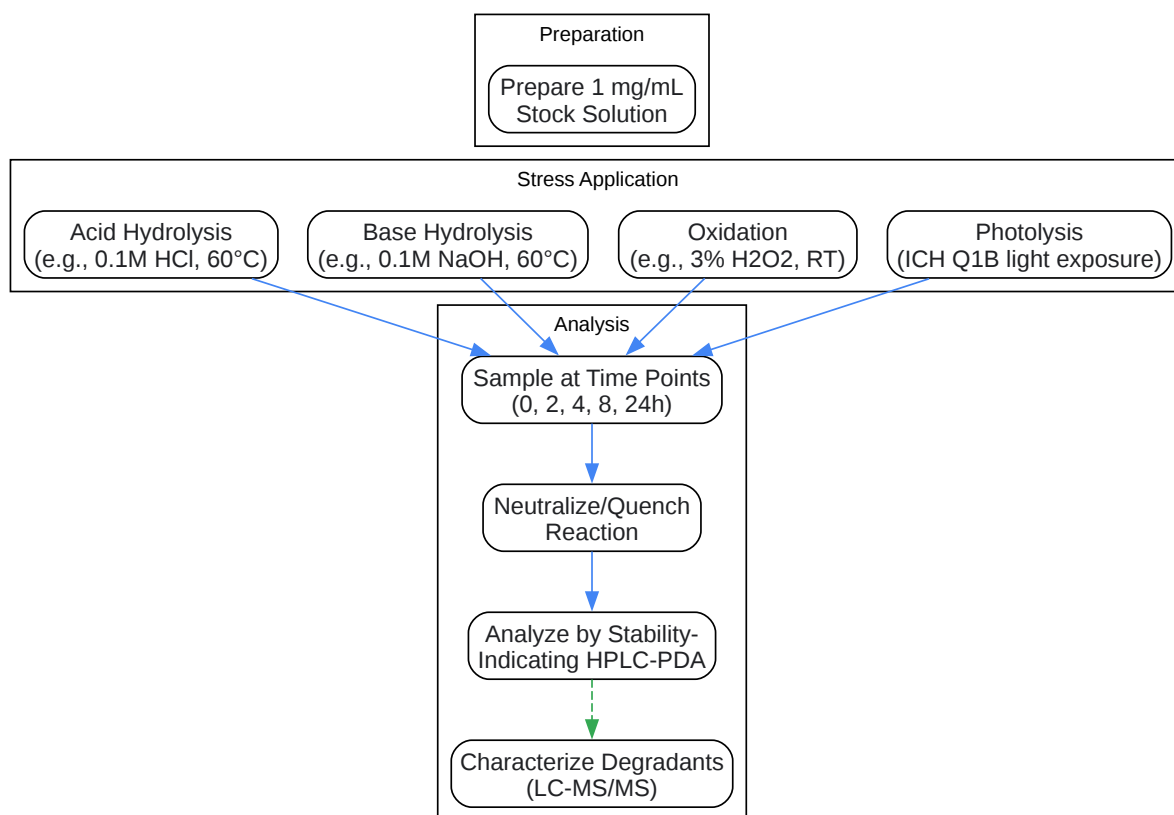 Preparation
Prepare 1 mg/mL
Stock Solution
Stress Application
Acid Hydrolysis
(e.g., 0.1M HCl, 60°C)
Base Hydrolysis
(e.g., 0.1M NaOH, 60°C)
Oxidation
(e.g., 3% H2O2, RT)
Photolysis
(ICH Q1B light exposure)
Analysis
Sample at Time Points
(0, 2, 4, 8, 24h)
Neutralize/Quench
Reaction
Analyze by Stability-
Indicating HPLC-PDA
Characterize Degradants
(LC-MS/MS)